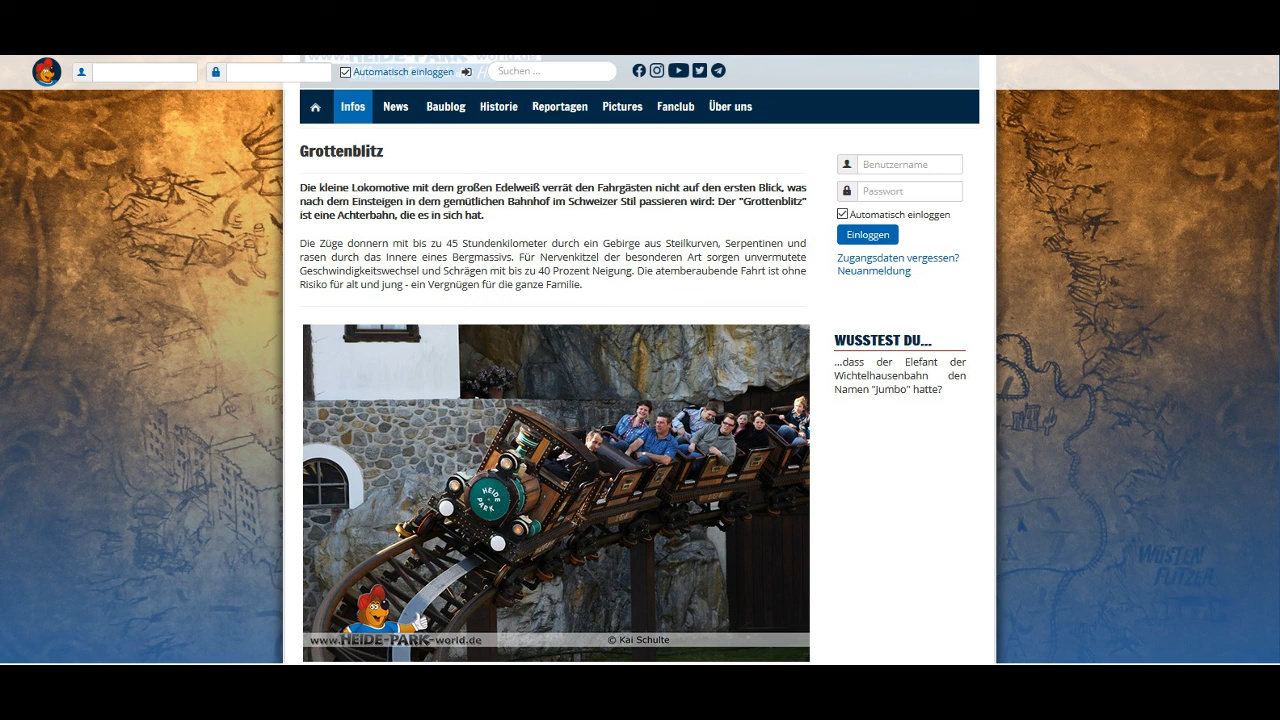 Automatisch einloggen
Suchen ...
Infos News Baublog Historie Reportagen Pictures Fanclub Über uns
Grottenblitz
Die kleine Lokomotive mit dem großen Edelweiß verrät den Fahrgästen nicht auf den ersten Blick, was
nach dem Einsteigen in dem gemütlichen Bahnhof im Schweizer Stil passieren wird: Der "Grottenblitz"
ist eine Achterbahn, die es in sich hat.
Die Züge donnern mit bis zu 45 Stundenkilometer durch ein Gebirge aus Steilkurven, Serpentinen und
rasen durch das Innere eines Bergmassivs. Für Nervenkitzel der besonderen Art sorgen unvermutete
Geschwindigkeitswechsel und Schrägen mit bis zu 40 Prozent Neigung. Die atemberaubende Fahrt ist ohne
Risiko für alt und jung - ein Vergnügen für die ganze Familie.
HEIDE
PARK
www.HEIDE-PARK-world.de
© Kai Schulte
Benutzername
Passwort
Automatisch einloggen
Einloggen
Zugangsdaten vergessen?
Neuanmeldung
WUSSTEST DU...
...dass der Elefant der
Wichtelhausenbahn den
Namen "Jumbo" hatte?
WÜSTEN
FLITZER